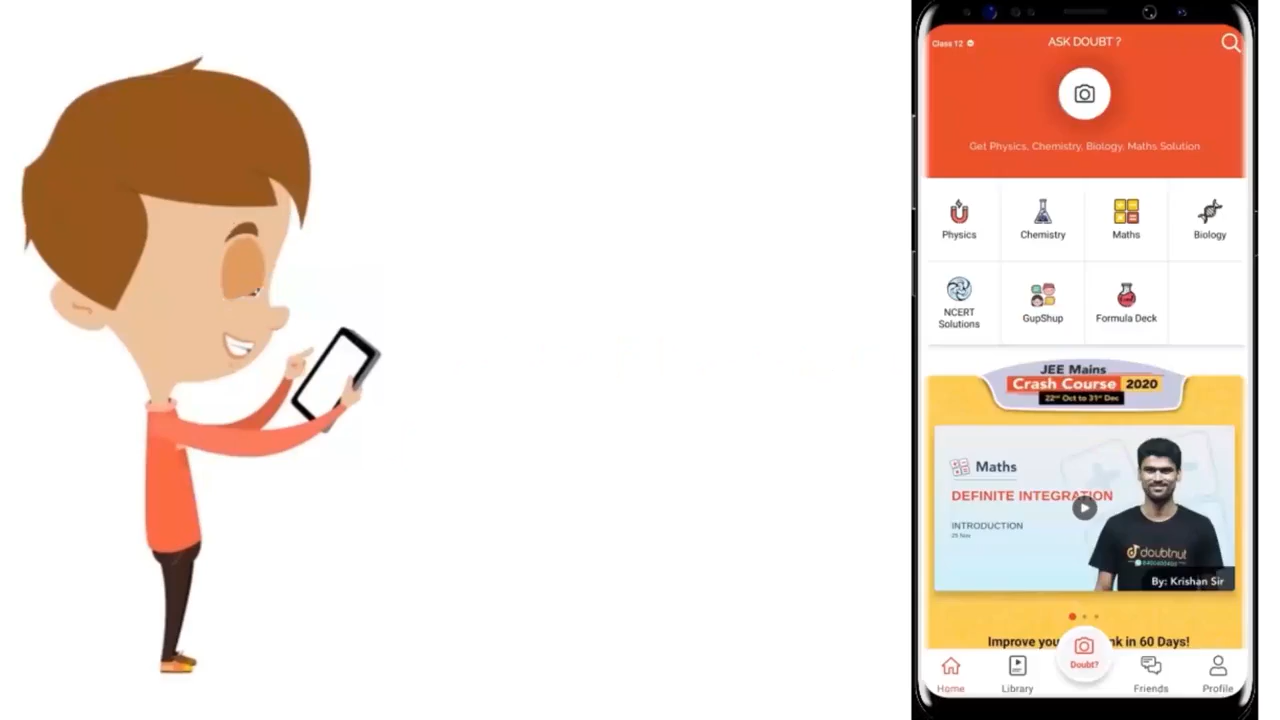 Class 12
ASK DOUBT ?
Get Physics, Chemistry, Biology, Maths Solution
Physics
Chemistry
Maths
Biology
NCERT
Solutions
GupShup
Formula Deck
JEE Mains
Crash Course 2020
22nd Oct to 31st Dec
Maths
DEFINITE INTEGRATION
INTRODUCTION
doubtnut
By: Krishan Sir
Improve you nk in 60 Days!
Doubt?
Home
Library
Friends
Profile